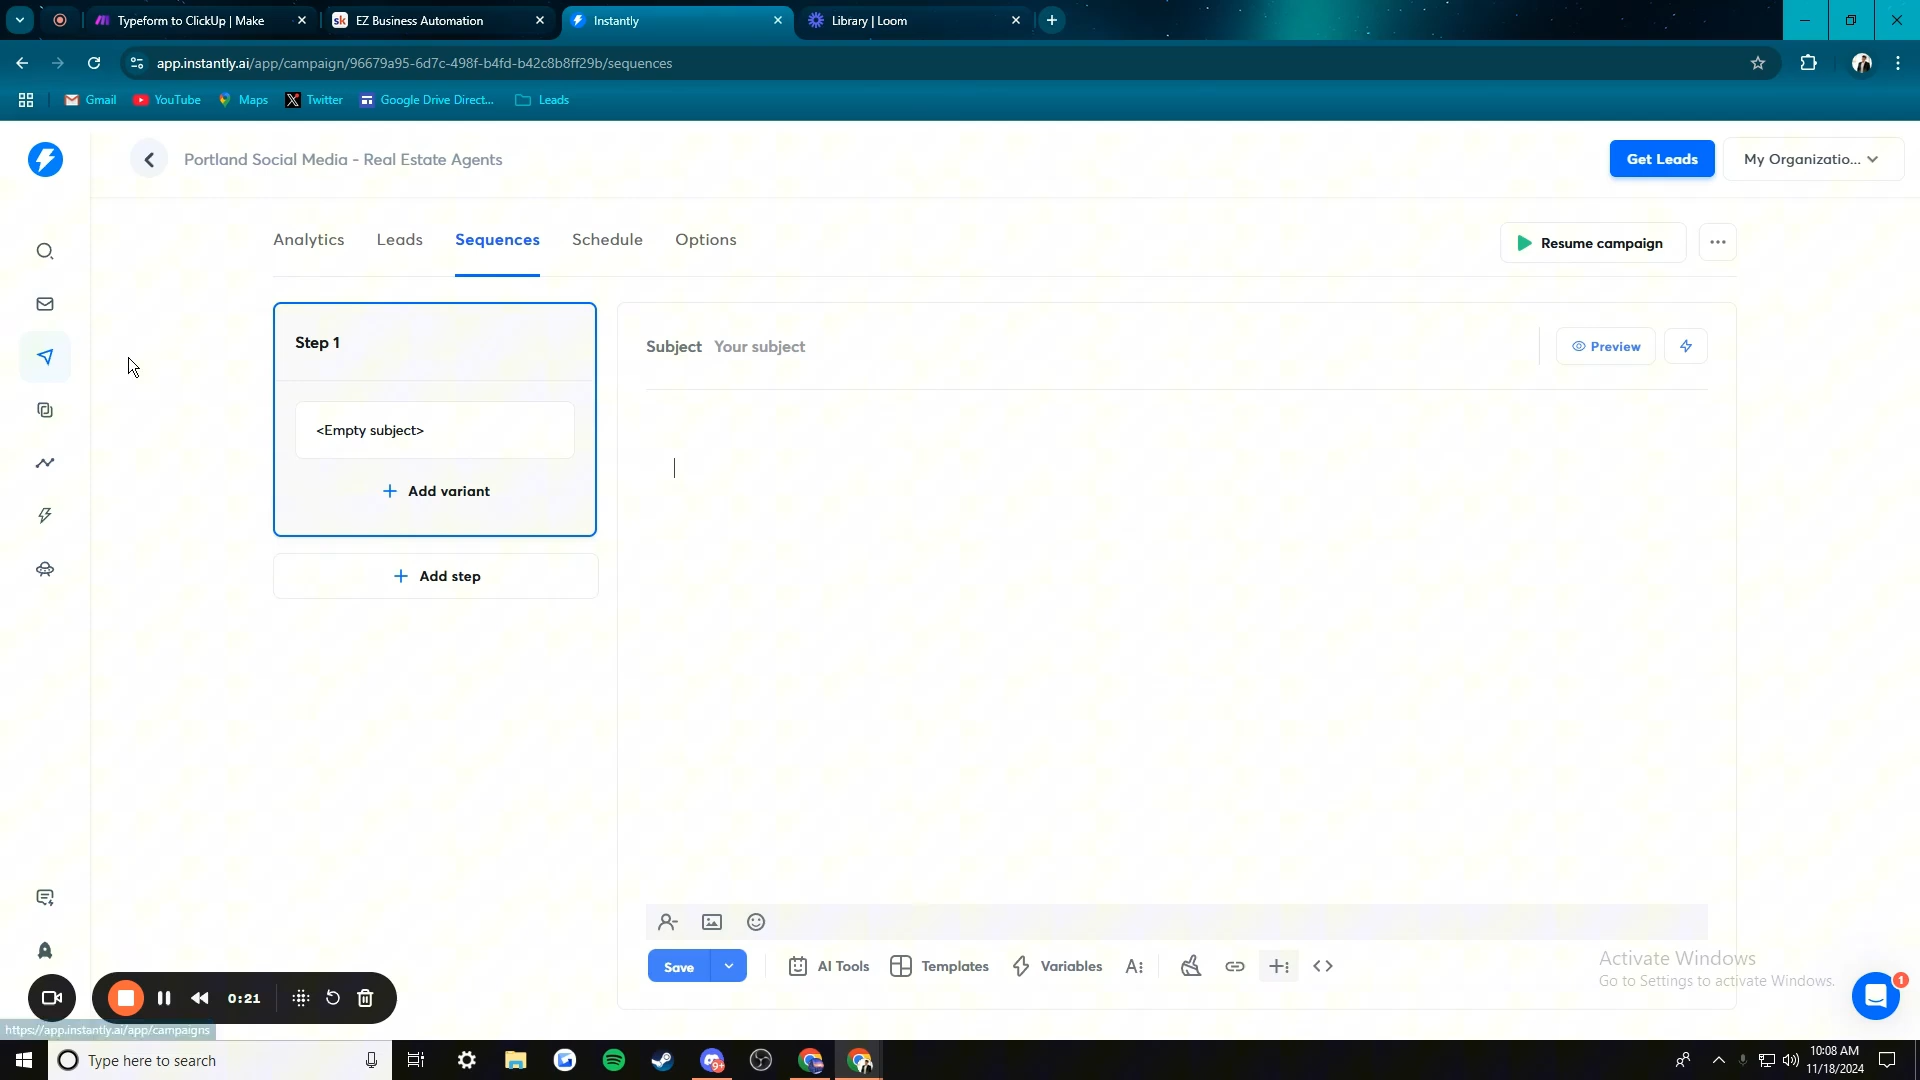 Typeform to ClickUp | Make
sk EZ Business Automation
Instantly
Library | Loom
app.instantly.ai/app/campaign/96679a95-6d7c-498f-b4fd-b42c8b8ff29b/sequences
Gmail
YouTube
Maps
Twitter
Google Drive Direct...
Leads
Portland Social Media - Real Estate Agents
Get Leads
My Organizatio...
Analytics
Leads
Sequences
Schedule
Options
Resume campaign
Step 1
<Empty subject>
Add variant
Add step
Subject Your subject
Preview
Save
AI Tools
Templates
Variables
Activate Windows
Go to Settings to activate Windows.
1
0:21
https://app.instantly.ai/app/campaigns
Type here to search
9+
10:08 AM
11/18/2024